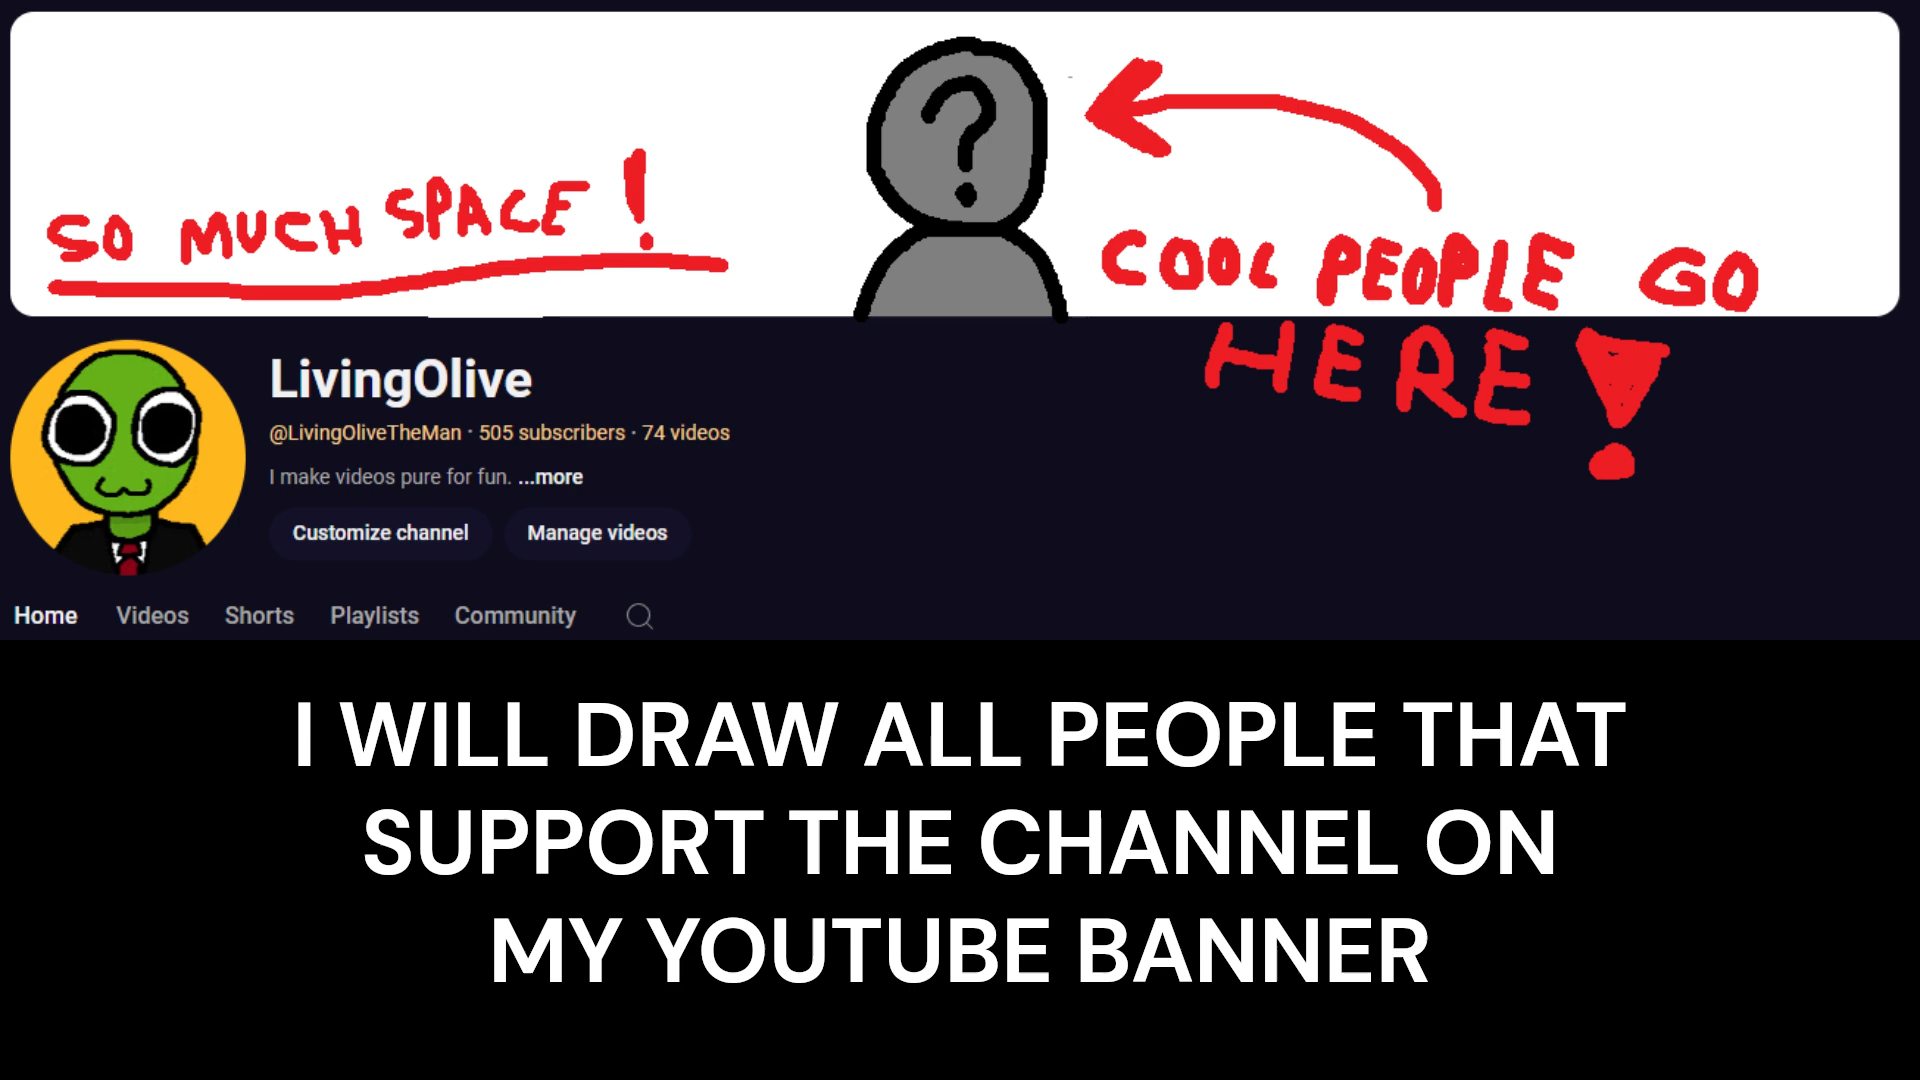 SO MUCH SPACE!
?
COOL PEOPLE GO
HERE!
LivingOlive
@LivingOliveTheMan · 505 subscribers · 74 videos
I make videos pure for fun. ...more
Customize channel Manage videos
Home Videos Shorts Playlists Community
I WILL DRAW ALL PEOPLE THAT
SUPPORT THE CHANNEL ON
MY YOUTUBE BANNER